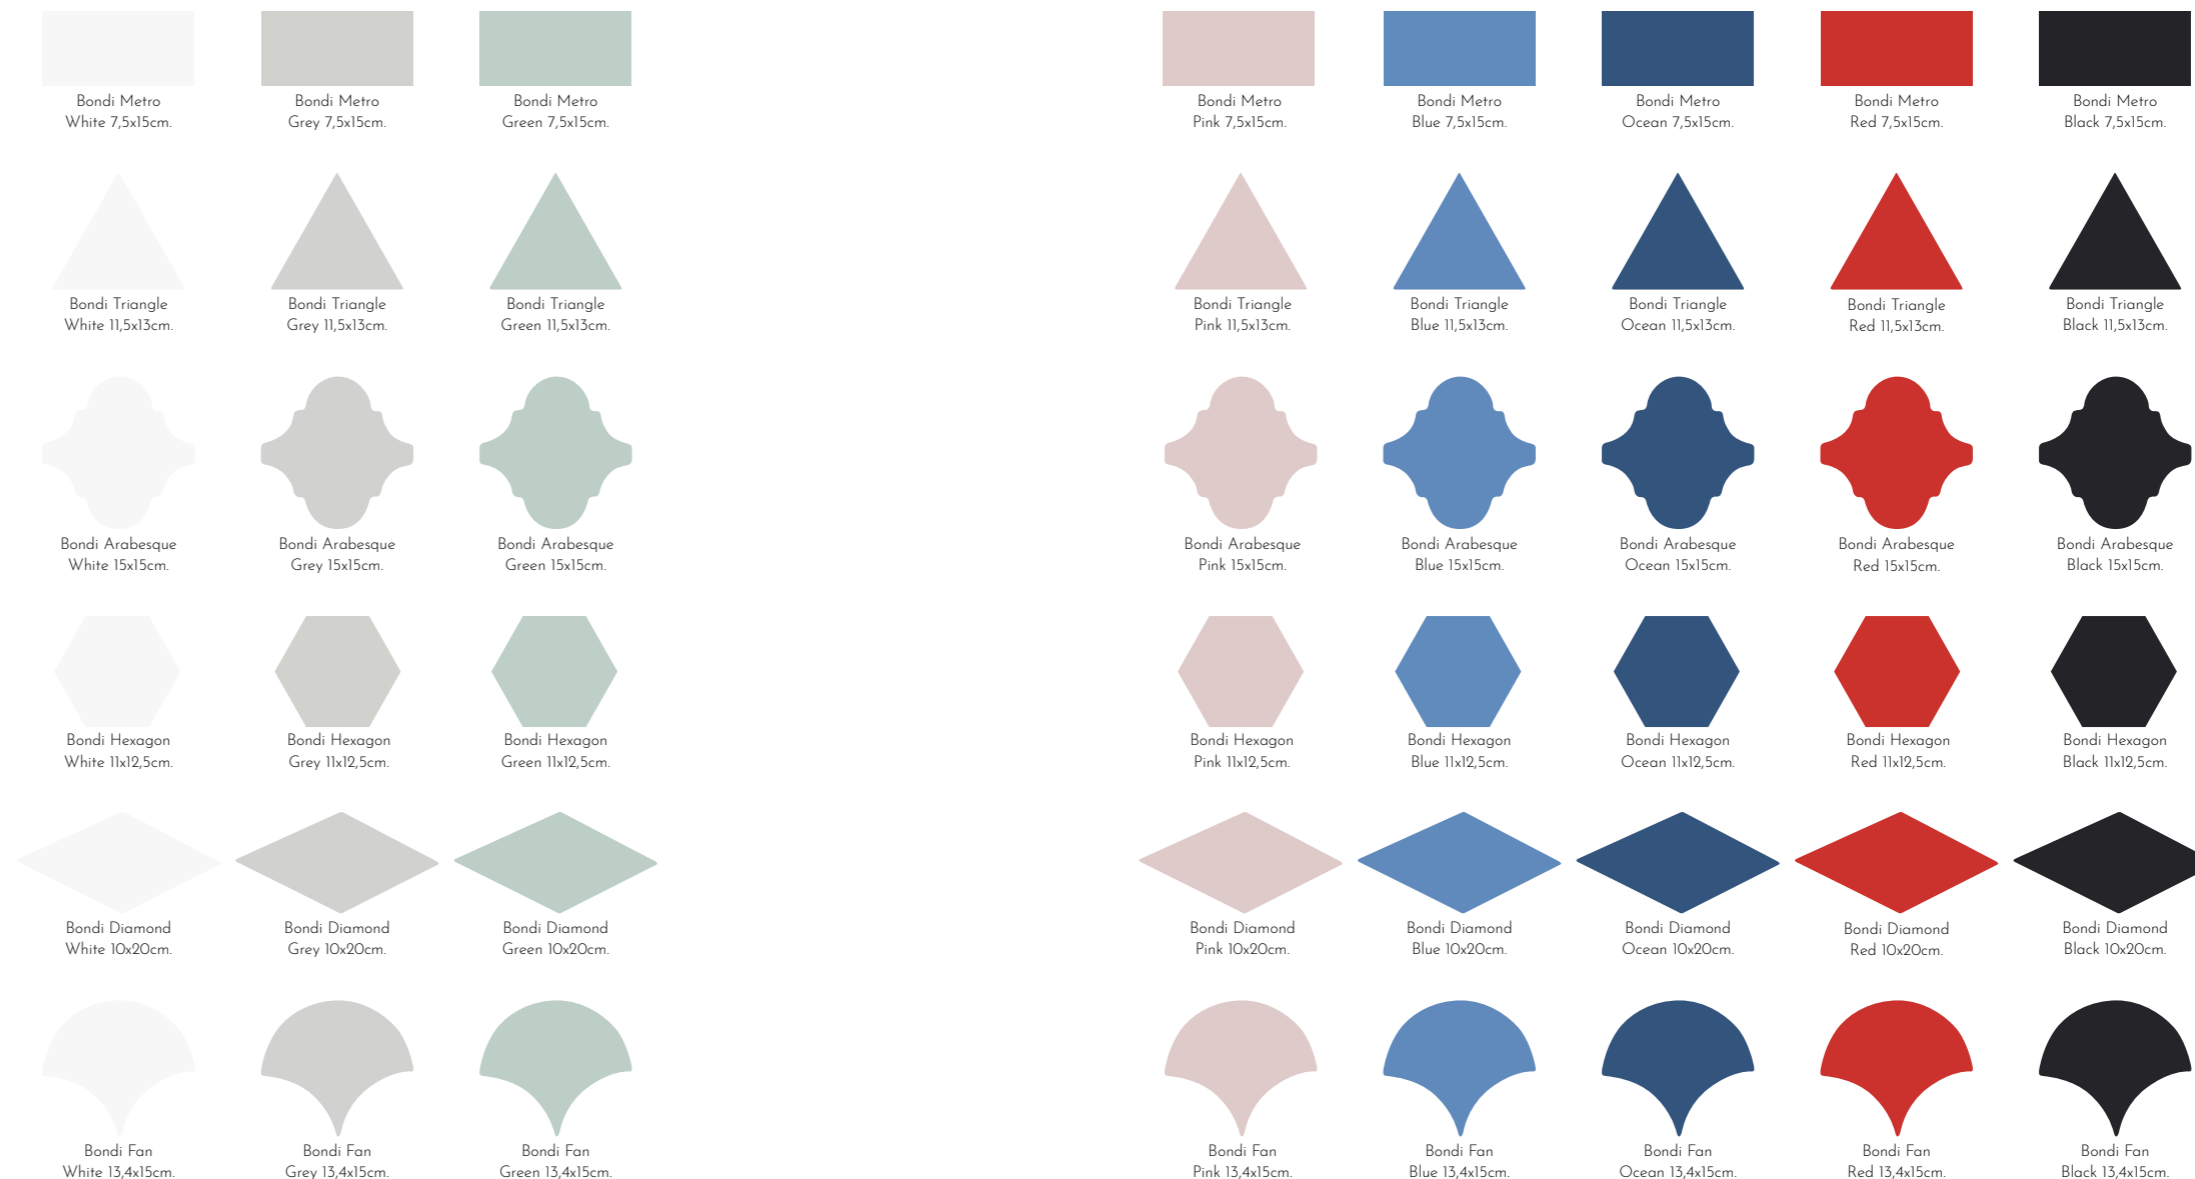 Bondi Metro
White 7,5x15cm.
Bondi Metro
Grey 7,5x15cm.
Bondi Metro
Green 7,5x15cm.
Bondi Metro
Pink 7,5x15cm.
Bondi Metro
Blue 7,5x15cm.
Bondi Metro
Ocean 7,5x15cm.
Bondi Metro
Red 7,5x15cm.
Bondi Metro
Black 7,5x15cm.
Bondi Triangle
White 11,5x13cm.
Bondi Triangle
Grey 11,5x13cm.
Bondi Triangle
Green 11,5x13cm.
Bondi Triangle
Pink 11,5x13cm.
Bondi Triangle
Blue 11,5x13cm.
Bondi Triangle
Ocean 11,5x13cm.
Bondi Triangle
Red 11,5x13cm.
Bondi Triangle
Black 11,5x13cm.
Bondi Arabesque
White 15x15cm.
Bondi Arabesque
Grey 15x15cm.
Bondi Arabesque
Green 15x15cm.
Bondi Arabesque
Pink 15x15cm.
Bondi Arabesque
Blue 15x15cm.
Bondi Arabesque
Ocean 15x15cm.
Bondi Arabesque
Red 15x15cm.
Bondi Arabesque
Black 15x15cm.
Bondi Hexagon
White 11x12,5cm.
Bondi Hexagon
Grey 11x12,5cm.
Bondi Hexagon
Green 11x12,5cm.
Bondi Hexagon
Pink 11x12,5cm.
Bondi Hexagon
Blue 11x12,5cm.
Bondi Hexagon
Ocean 11x12,5cm.
Bondi Hexagon
Red 11x12,5cm.
Bondi Hexagon
Black 11x12,5cm.
Bondi Diamond
White 10x20cm.
Bondi Diamond
Grey 10x20cm.
Bondi Diamond
Green 10x20cm.
Bondi Diamond
Pink 10x20cm.
Bondi Diamond
Blue 10x20cm.
Bondi Diamond
Ocean 10x20cm.
Bondi Diamond
Red 10x20cm.
Bondi Diamond
Black 10x20cm.
Bondi Fan
White 13,4x15cm.
Bondi Fan
Grey 13,4x15cm.
Bondi Fan
Green 13,4x15cm.
Bondi Fan
Pink 13,4x15cm.
Bondi Fan
Blue 13,4x15cm.
Bondi Fan
Ocean 13,4x15cm.
Bondi Fan
Red 13,4x15cm.
Bondi Fan
Black 13,4x15cm.